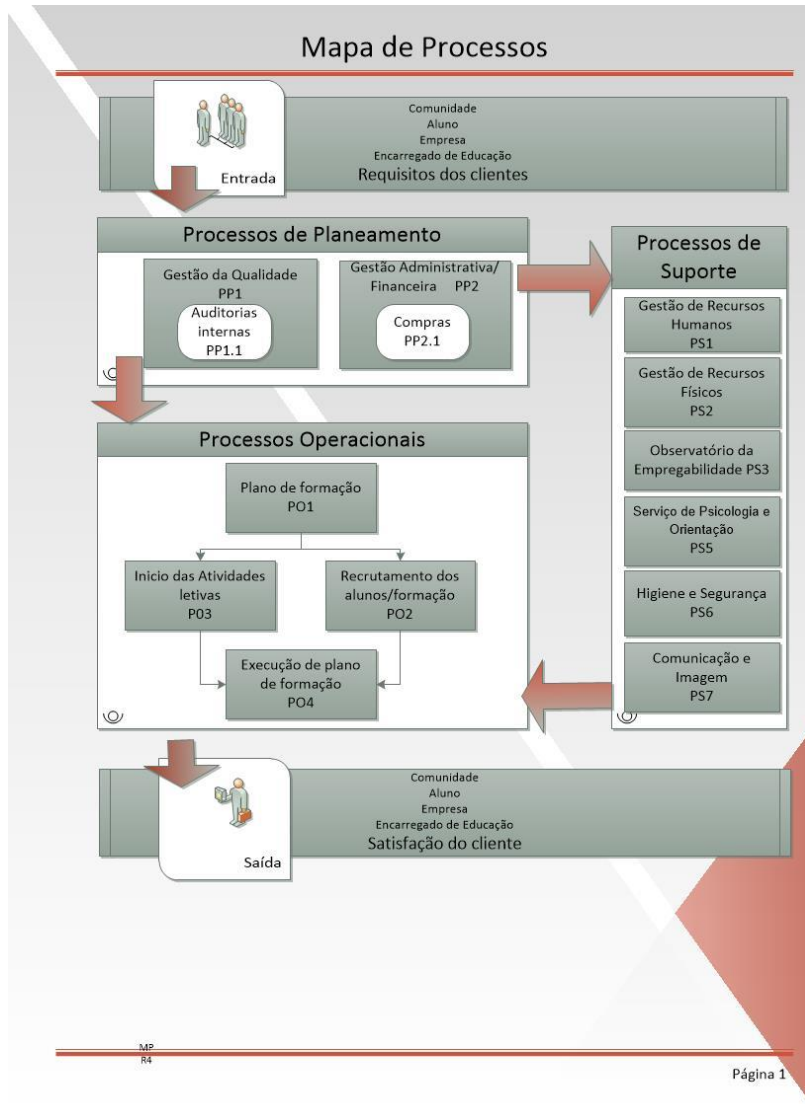 Mapa de Processos
Comunidade
Aluno
Empresa
Encarregado de Educação
Requisitos dos clientes
Entrada
Processos de Planeamento
Gestão da Qualidade
PP1
Auditorias
internas
PP1.1
Gestão Administrativa/
Financeira PP2
Compras
PP2.1
Processos de
Suporte
Gestão de Recursos
Humanos
PS1
Gestão de Recursos
Físicos
PS2
Observatório da
Empregabilidade PS3
Serviço de Psicologia e
Orientação
PS5
Higiene e Segurança
PS6
Comunicação e
Imagem
PS7
Processos Operacionais
Plano de formação
PO1
Inicio das Atividades
letivas
P03
Recrutamento dos
alunos/formação
PO2
Execução de plano
de formação
PO4
Comunidade
Aluno
Empresa
Encarregado de Educação
Satisfação do cliente
Saída
MP
R4
Página 1